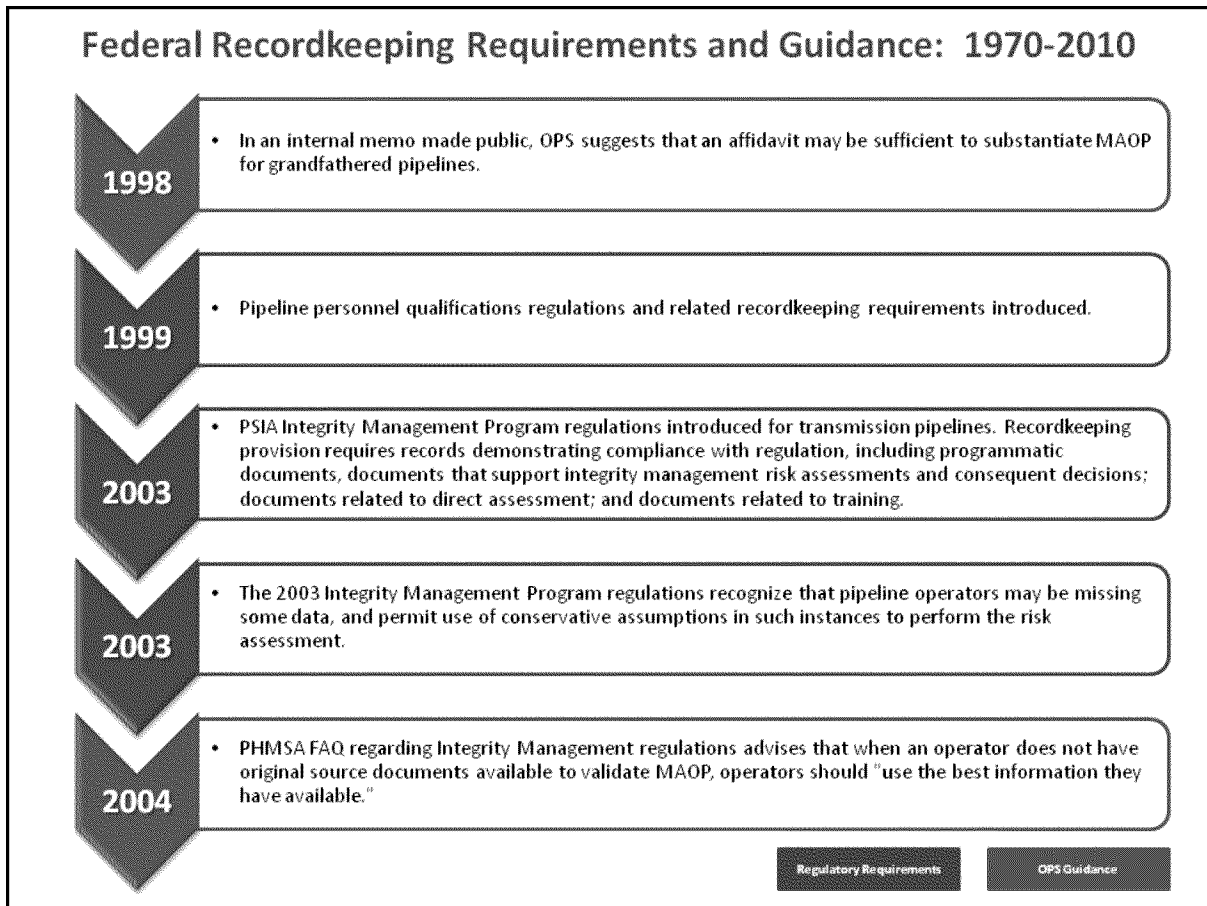 Federal Recordkeeping Requirements and Guidance: 1970-2010
1998
• In an internal memo made public, OPS suggests that an affidavit may be sufficient to substantiate MAOP
for grandfathered pipelines.
1999
• Pipeline personnel qualifications regulations and related recordkeeping requirements introduced.
2003
• PSIA Integrity Management Program regulations introduced for transmission pipelines. Recordkeeping
provision requires records demonstrating compliance with regulation, including programmatic
documents, documents that support integrity management risk assessments and consequent decisions;
documents related to direct assessment; and documents related to training.
2003
• The 2003 Integrity Management Program regulations recognize that pipeline operators may be missing
some data, and permit use of conservative assumptions in such instances to perform the risk
assessment.
2004
• PHMSA FAQ regarding Integrity Management regulations advises that when an operator does not have
original source documents available to validate MAOP, operators should "use the best information they
have available."
Regulatory Requirements
OPS Guidance